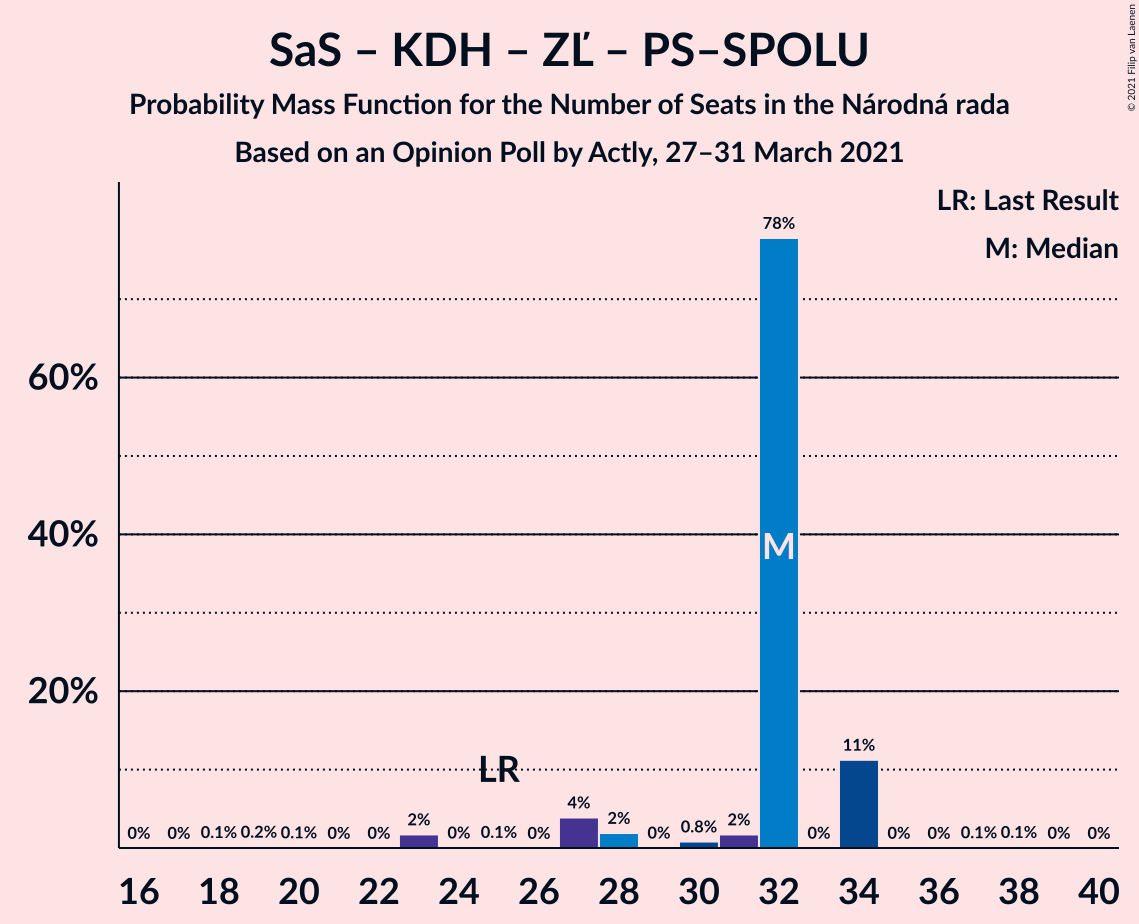 SaS – KDH – ZĽ – PS–SPOLU
Probability Mass Function for the Number of Seats in the Národná rada
Based on an Opinion Poll by Actly, 27–31 March 2021
© 2021 Filip van Laenen
LR: Last Result
M: Median
60%
40%
20%
0% 0% 0.1% 0.2% 0.1% 0% 0% 2% 0% 0.1% 0% 4% 2% 0% 0.8% 2% 78% 0% 11% 0% 0% 0.1% 0.1% 0% 0%
LR
M
16 18 20 22 24 26 28 30 32 34 36 38 40